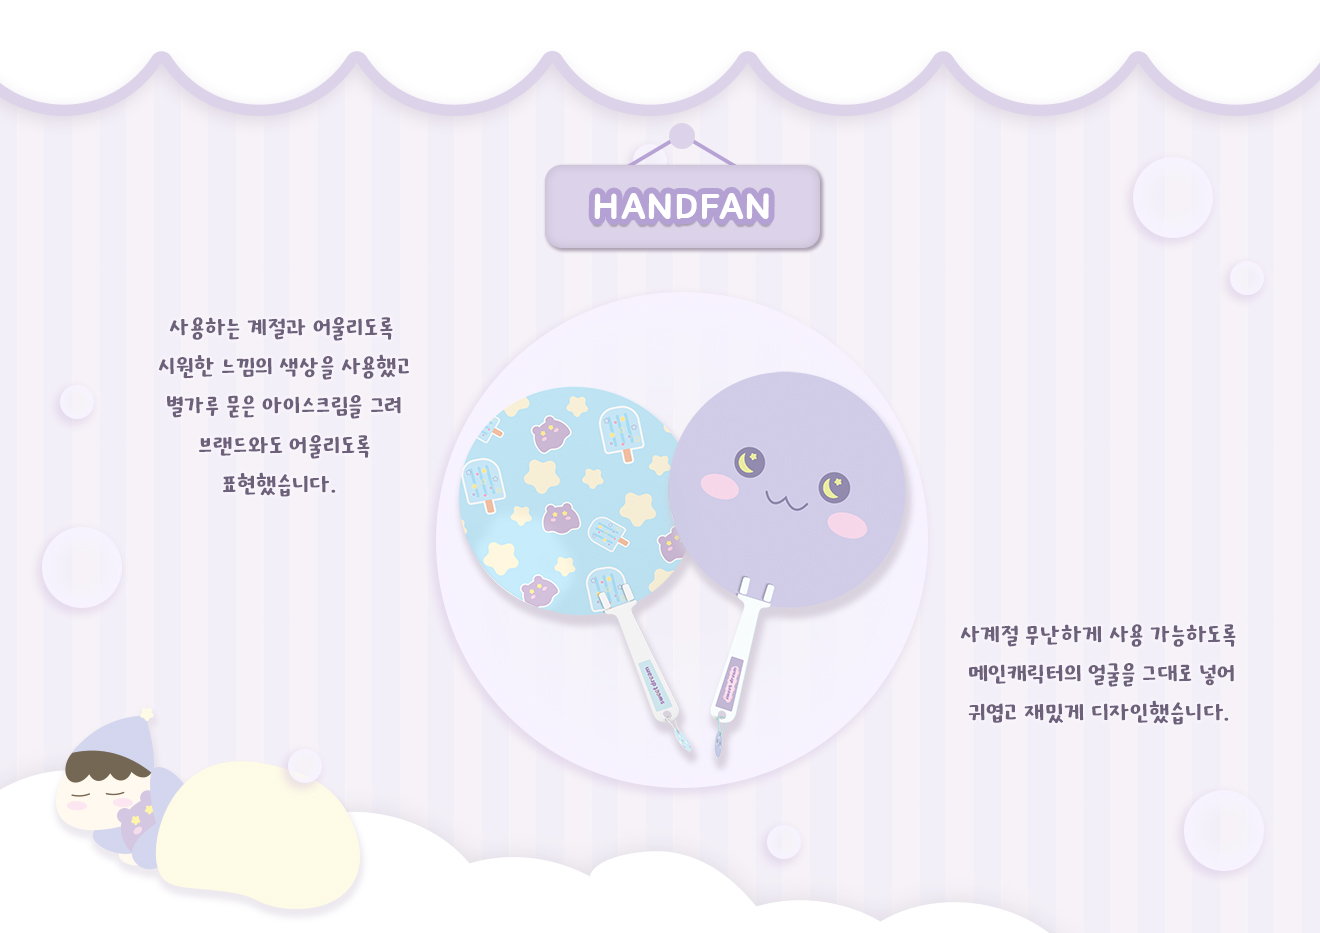 HANDFAN
사용하는 계절과 어울리도록
시원한 느낌의 색상을 사용했고
별가루 묻은 아이스크림을 그려
브랜드와도 어울리도록
표현했습니다.
sweet dream
사계절 무난하게 사용 가능하도록
메인캐릭터의 얼굴을 그대로 넣어
귀엽고 재밌게 디자인했습니다.